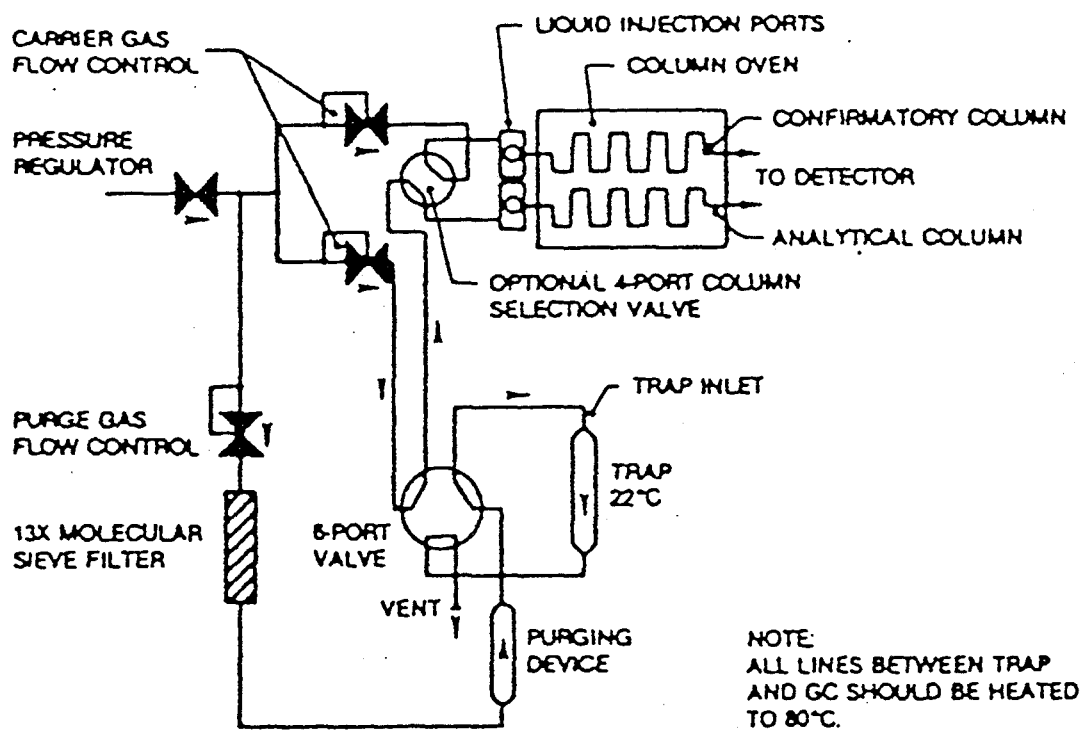 LIQUID INJECTION PORTS
CARRIER GAS
FLOW CONTROL
COLUMN OVEN
CONFIRMATORY COLUMN
PRESSURE
REGULATOR
TO DETECTOR
ANALYTICAL COLUMN
OPTIONAL 4-PORT COLUMN
SELECTION VALVE
TRAP INLET
PURGE GAS
FLOW CONTROL
TRAP
22°C
13X MOLECULAR
SIEVE FILTER
6-PORT
VALVE
VENT
PURGING
DEVICE
NOTE:
ALL LINES BETWEEN TRAP
AND GC SHOULD BE HEATED
TO 80°C.